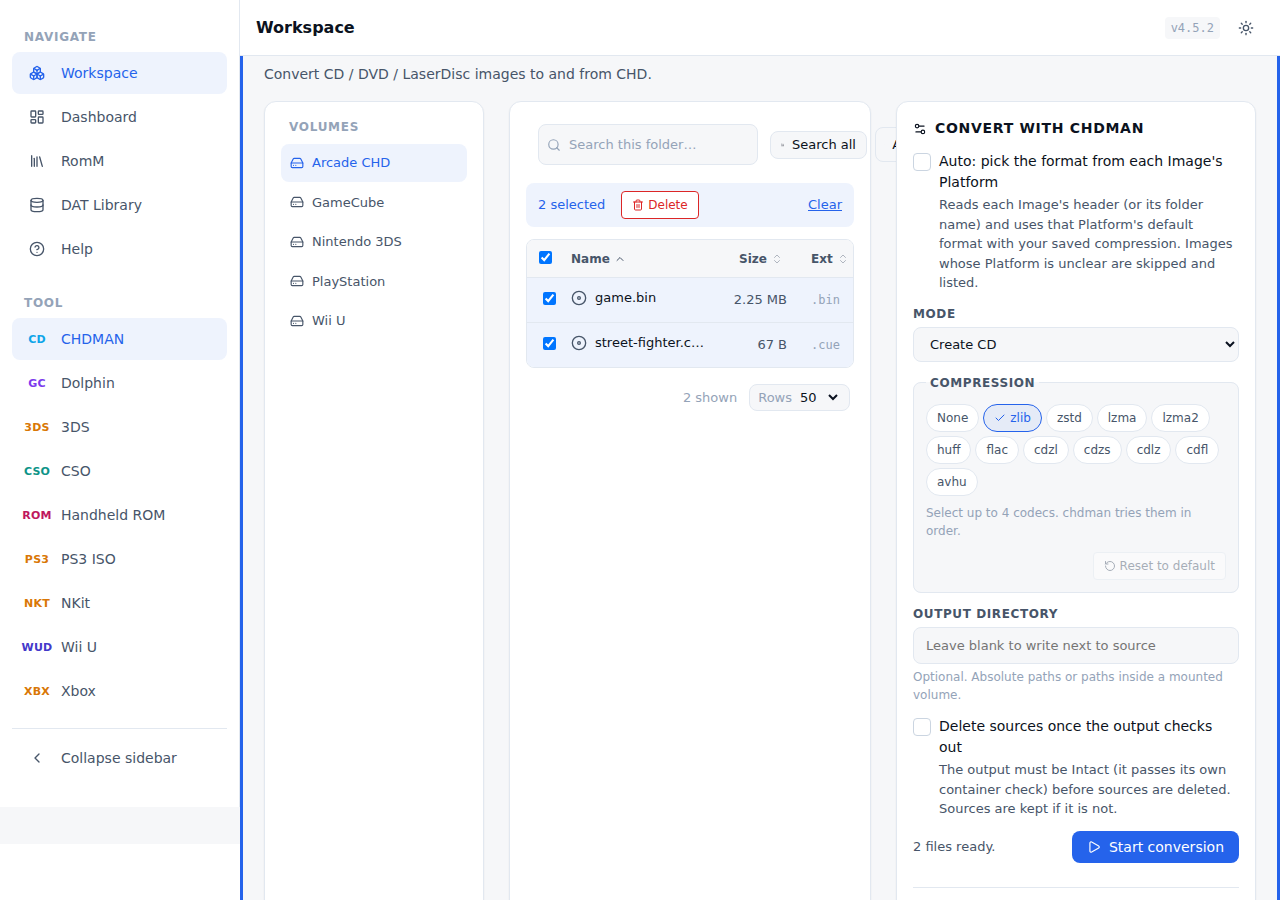 NAVIGATE
Workspace
Dashboard
RomM
DAT Library
Help
TOOL
CD CHDMAN
GC Dolphin
3DS 3DS
CSO CSO
ROM Handheld ROM
PS3 PS3 ISO
NKT NKit
WUD Wii U
XBX Xbox
Collapse sidebar
Workspace
v4.5.2
Convert CD / DVD / LaserDisc images to and from CHD.
VOLUMES
Arcade CHD
GameCube
Nintendo 3DS
PlayStation
Wii U
Search this folder…
Search all
2 selected
Delete
Clear
Name Size Ext
game.bin 2.25 MB .bin
street-fighter.c… 67 B .cue
2 shown Rows 50
CONVERT WITH CHDMAN
Auto: pick the format from each Image's
Platform
Reads each Image's header (or its folder
name) and uses that Platform's default
format with your saved compression. Images
whose Platform is unclear are skipped and
listed.
MODE
Create CD
COMPRESSION
None zlib zstd lzma lzma2
huff flac cdzl cdzs cdlz cdfl
avhu
Select up to 4 codecs. chdman tries them in
order.
Reset to default
OUTPUT DIRECTORY
Leave blank to write next to source
Optional. Absolute paths or paths inside a mounted
volume.
Delete sources once the output checks
out
The output must be Intact (it passes its own
container check) before sources are deleted.
Sources are kept if it is not.
2 files ready.
Start conversion